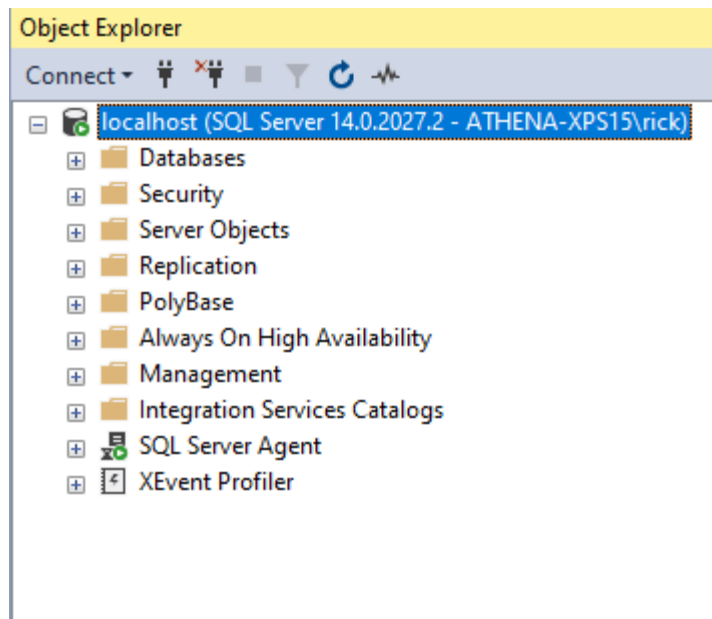 Object Explorer
Connect
localhost (SQL Server 14.0.2027.2 - ATHENA-XPS15\rick)
Databases
Security
Server Objects
Replication
PolyBase
Always On High Availability
Management
Integration Services Catalogs
SQL Server Agent
XEvent Profiler